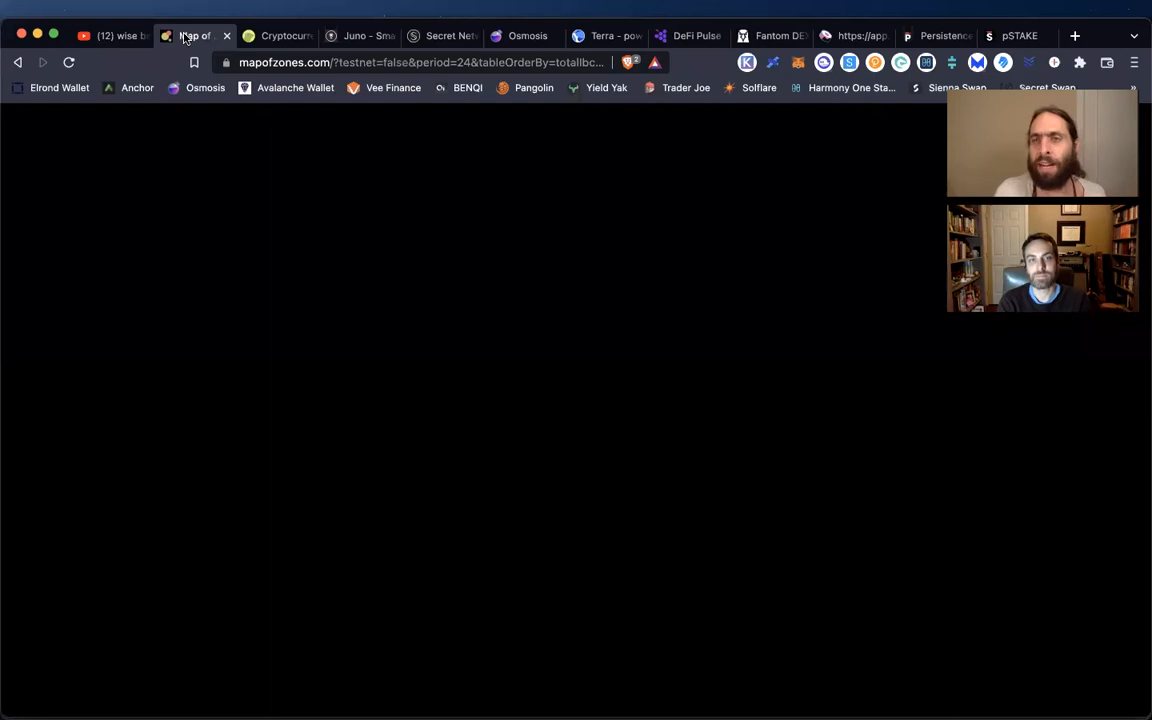 (12) wise b Map of Cryptocurr Juno - Sma Secret Net Osmosis Terra - pow DeFi Pulse Fantom DE https://app. Persistence pSTAKE
mapofzones.com/?testnet=false&period=24&tableOrderBy=totalIbc... 2
Elrond Wallet Anchor Osmosis Avalanche Wallet Vee Finance BENQI Pangolin Yield Yak Trader Joe Solflare Harmony One Sta... Sienna Swap Secret Swap »